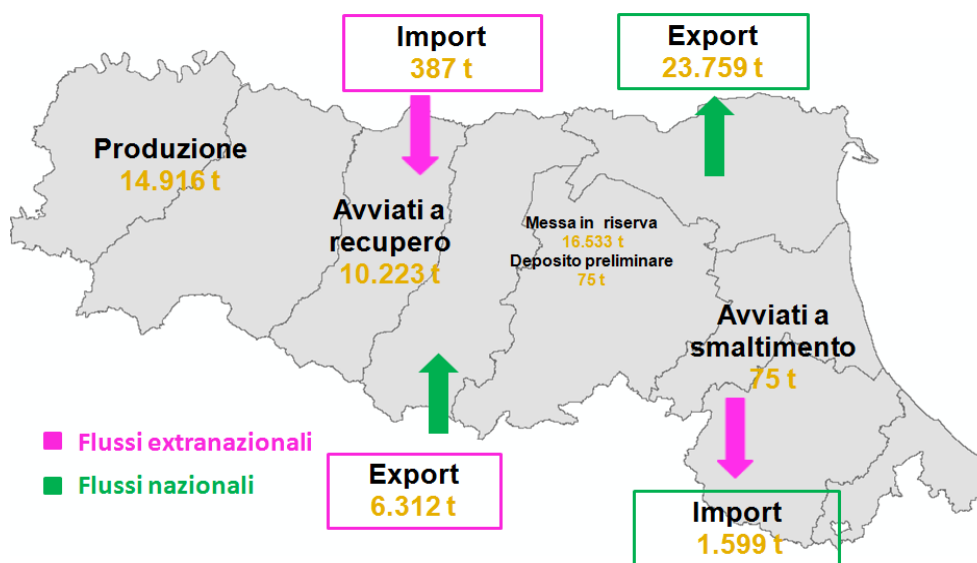 Import
387 t
Export
23.759 t
Produzione
14.916 t
Avviati a
recupero
10.223 t
Messa in riserva
16.533 t
Deposito preliminare
75 t
Avviati a
smaltimento
75 t
Flussi extranazionali
Flussi nazionali
Export
6.312 t
Import
1.599 t